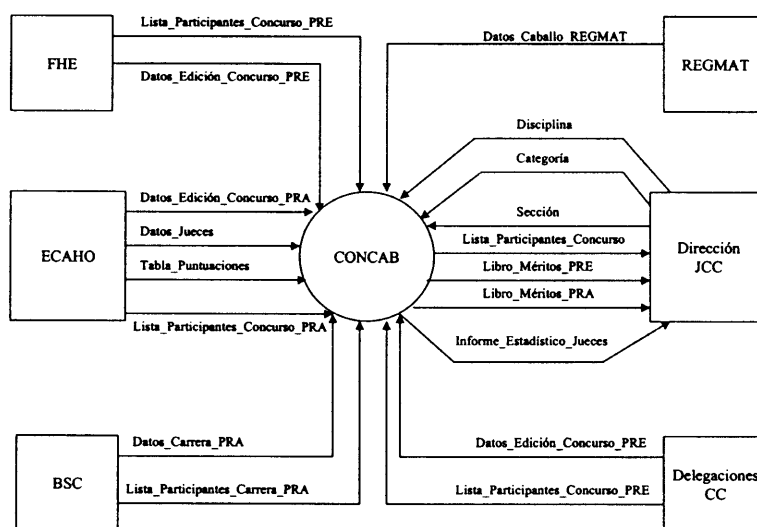 Lista_Participantes_Concurso_PRE
FHE
Datos_Edición_Concurso_PRE
Datos_Caballo_REGMAT
REGMAT
Disciplina
Categoría
Sección
Lista_Participantes_Concurso
Libro_Méritos_PRE
Libro_Méritos_PRA
Informe_Estadístico_Jueces
Dirección
JCC
Datos_Edición_Concurso_PRA
Datos_Jueces
Tabla_Puntuaciones
Lista_Participantes_Concurso_PRA
ECAHO
CONCAB
Datos_Carrera_PRA
BSC
Lista_Participantes_Carrera_PRA
Datos_Edición_Concurso_PRE
Lista_Participantes_Concurso_PRE
Delegaciones
CC